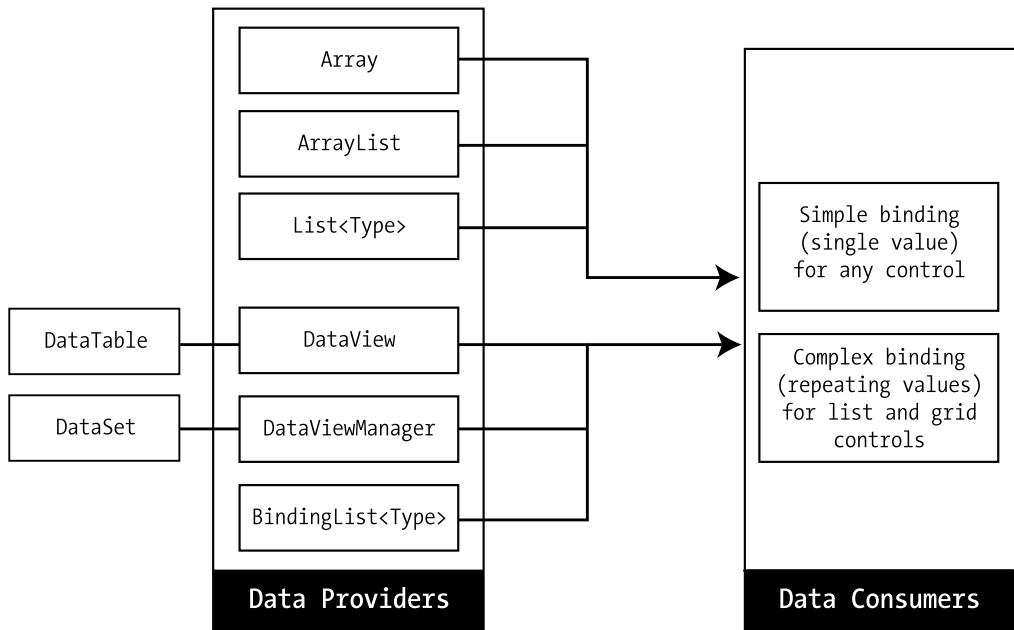 Array
ArrayList
List<Type>
DataTable
DataView
DataSet
DataViewManager
BindingList<Type>
Data Providers
Simple binding
(single value)
for any control
Complex binding
(repeating values)
for list and grid
controls
Data Consumers